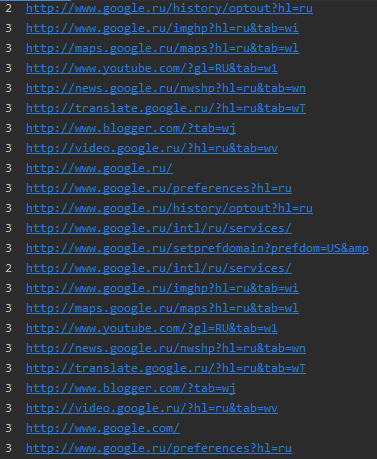 2 http://www.google.ru/history/optout?hl=ru
3 http://www.google.ru/imghp?hl=ru&tab=wi
3 http://maps.google.ru/maps?hl=ru&tab=wl
3 http://www.youtube.com/?gl=RU&tab=w1
3 http://news.google.ru/nwshp?hl=ru&tab=wn
3 http://translate.google.ru/?hl=ru&tab=wT
3 http://www.blogger.com/?tab=wj
3 http://video.google.ru/?hl=ru&tab=wv
3 http://www.google.ru/
3 http://www.google.ru/preferences?hl=ru
3 http://www.google.ru/history/optout?hl=ru
3 http://www.google.ru/intl/ru/services/
3 http://www.google.ru/setprefdomain?prefdom=US&amp
2 http://www.google.ru/intl/ru/services/
3 http://www.google.ru/imghp?hl=ru&tab=wi
3 http://maps.google.ru/maps?hl=ru&tab=wl
3 http://www.youtube.com/?gl=RU&tab=w1
3 http://news.google.ru/nwshp?hl=ru&tab=wn
3 http://translate.google.ru/?hl=ru&tab=wT
3 http://www.blogger.com/?tab=wj
3 http://video.google.ru/?hl=ru&tab=wv
3 http://www.google.com/
3 http://www.google.ru/preferences?hl=ru